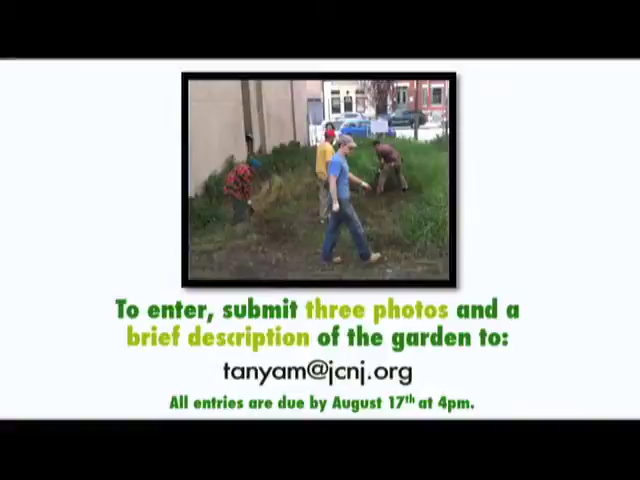 To enter, submit three photos and a
brief description of the garden to:
tanyam@jcnj.org
All entries are due by August 17th at 4pm.